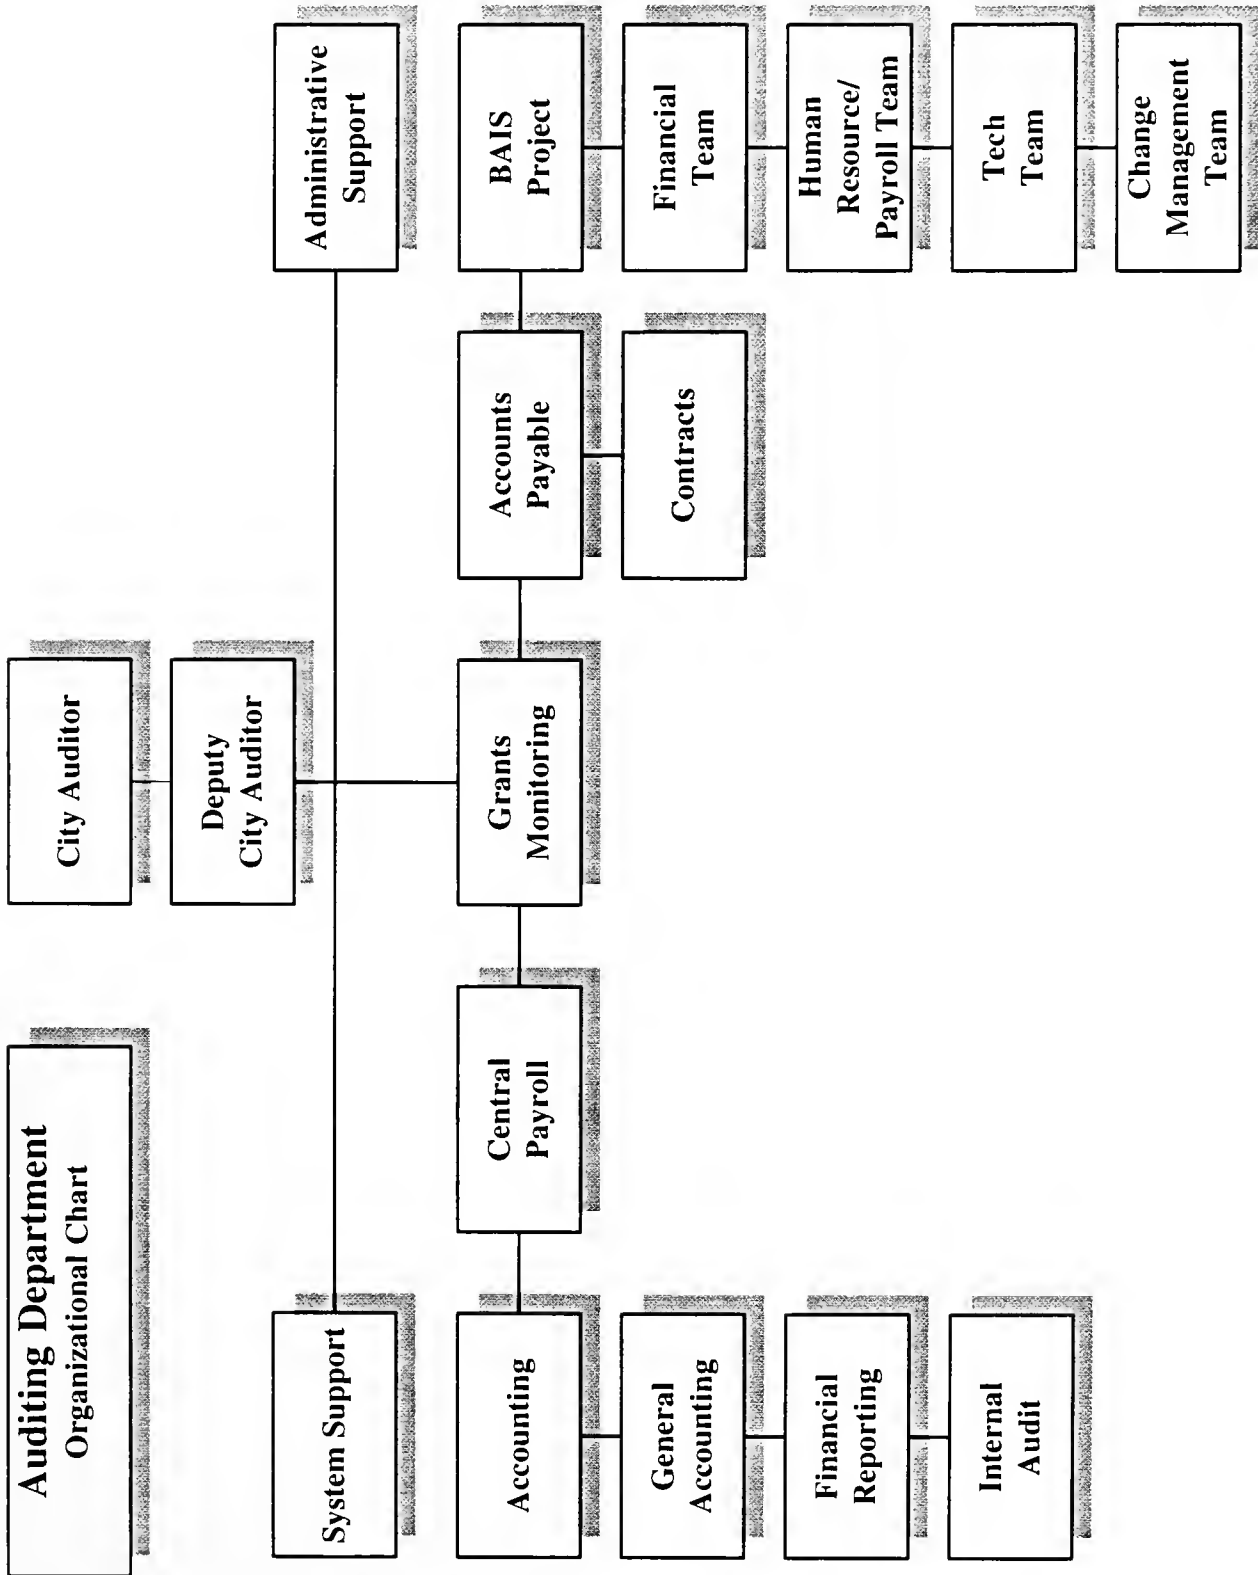 Auditing Department
Organizational Chart
City Auditor
Deputy
City Auditor
System Support
Administrative
Support
Accounting
Central
Payroll
Grants
Monitoring
Accounts
Payable
BAIS
Project
General
Accounting
Contracts
Financial
Team
Financial
Reporting
Human
Resource/
Payroll Team
Internal
Audit
Tech
Team
Change
Management
Team